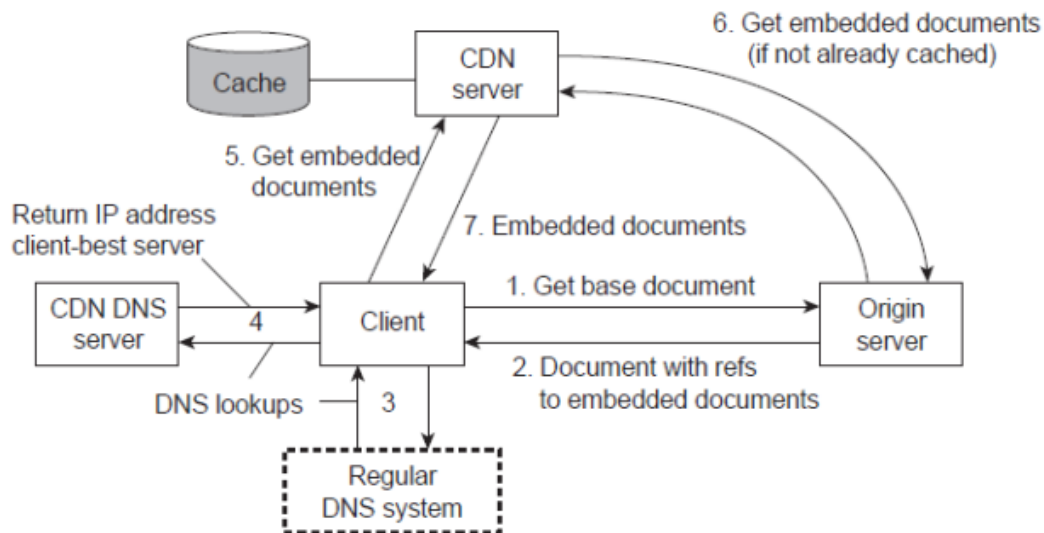 6. Get embedded documents
(if not already cached)
CDN
server
Cache
5. Get embedded
documents
Return IP address
client-best server
7. Embedded documents
1. Get base document
CDN DNS
server
4
Client
Origin
server
2. Document with refs
to embedded documents
DNS lookups
3
Regular
DNS system